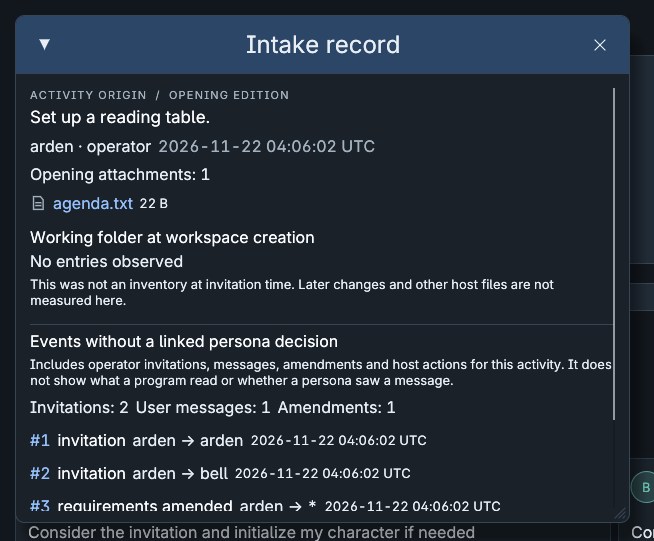 ▼ Intake record ×
ACTIVITY ORIGIN / OPENING EDITION
Set up a reading table.
arden · operator 2026-11-22 04:06:02 UTC
Opening attachments: 1
agenda.txt 22 B
Working folder at workspace creation
No entries observed
This was not an inventory at invitation time. Later changes and other host files are not
measured here.
Events without a linked persona decision
Includes operator invitations, messages, amendments and host actions for this activity. It does
not show what a program read or whether a persona saw a message.
Invitations: 2 User messages: 1 Amendments: 1
#1 invitation arden → arden 2026-11-22 04:06:02 UTC
#2 invitation arden → bell 2026-11-22 04:06:02 UTC
#3 requirements amended arden → * 2026-11-22 04:06:02 UTC
B
Consider the invitation and initialize my character if needed